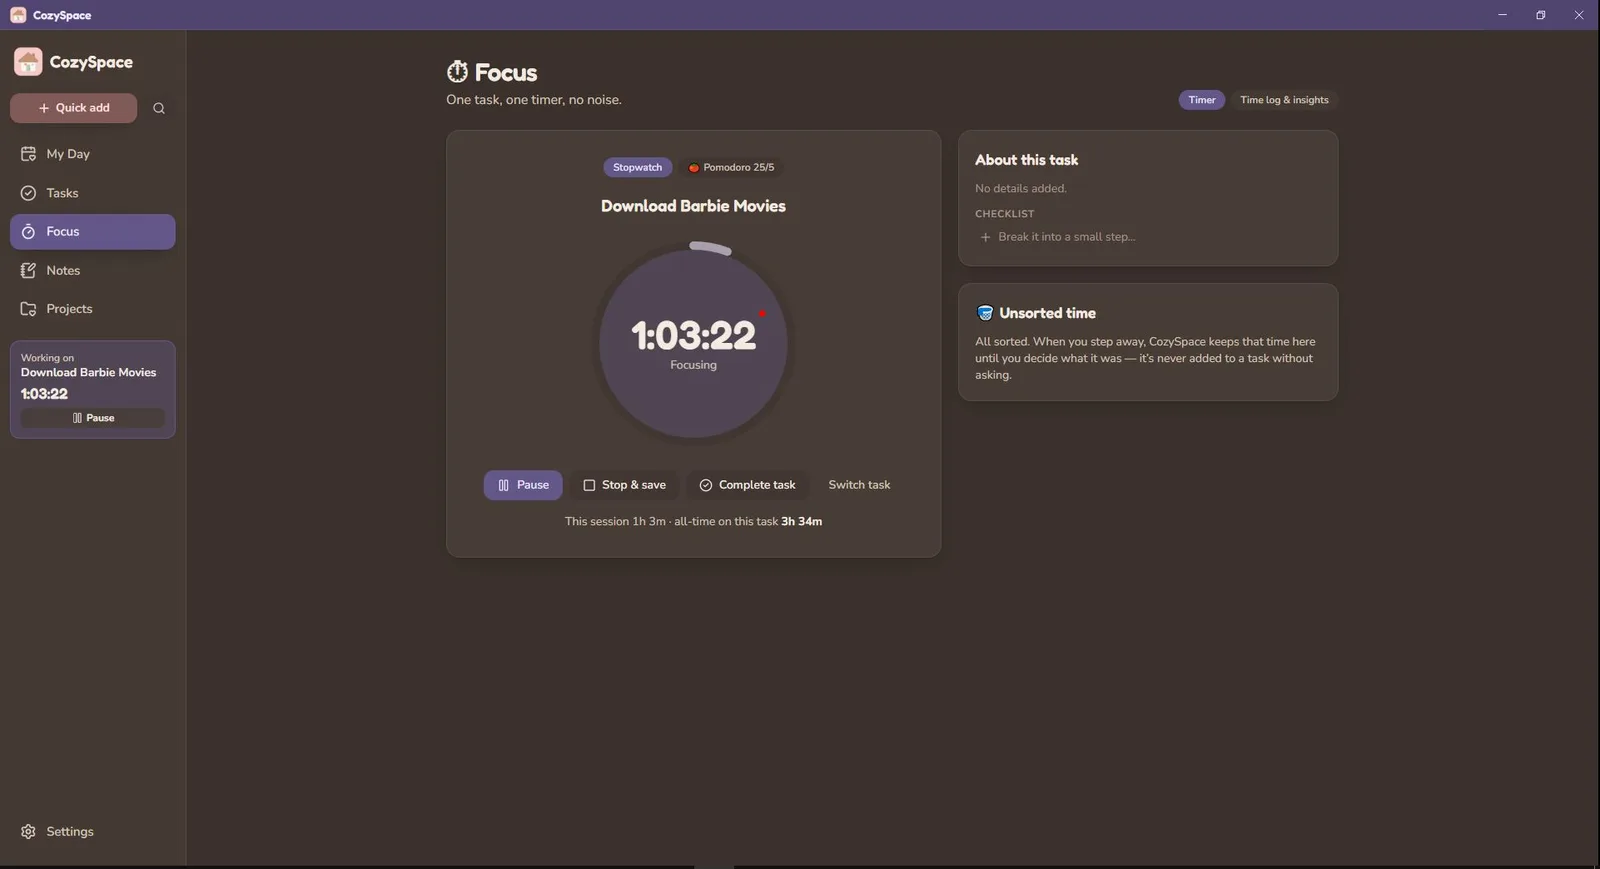 CozySpace
CozySpace
+ Quick add
My Day
Tasks
Focus
Notes
Projects
Working on
Download Barbie Movies
1:03:22
Pause
Settings
Focus
One task, one timer, no noise.
Timer
Time log & insights
Stopwatch
Pomodoro 25/5
Download Barbie Movies
1:03:22
Focusing
Pause
Stop & save
Complete task
Switch task
This session 1h 3m · all-time on this task 3h 34m
About this task
No details added.
CHECKLIST
+ Break it into a small step...
Unsorted time
All sorted. When you step away, CozySpace keeps that time here
until you decide what it was — it's never added to a task without
asking.